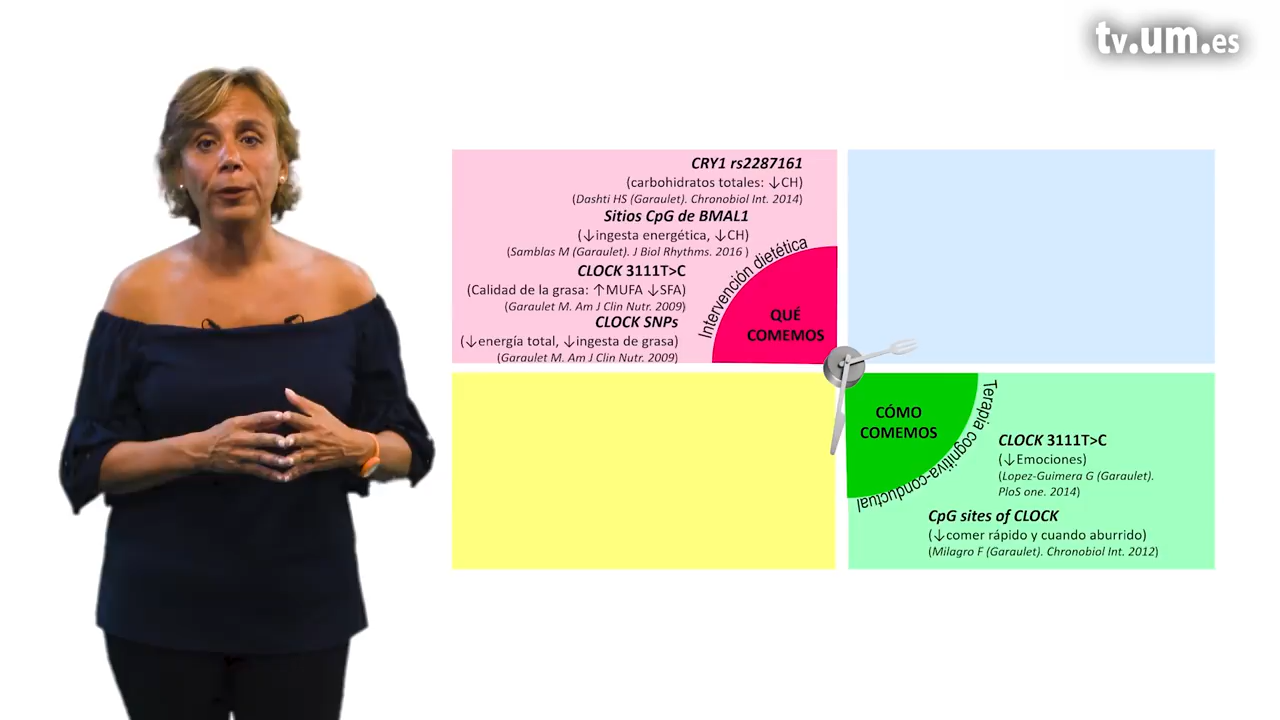 tv.um.es
CRY1 rs2287161
(carbohidratos totales: ↓CH)
(Dashti HS (Garaulet). Chronobiol Int. 2014)
Sitios CpG de BMAL1
(↓ingesta energética, ↓CH)
(Samblas M (Garaulet). J Biol Rhythms. 2016 )
CLOCK 3111T>C
(Calidad de la grasa: ↑MUFA ↓SFA)
(Garaulet M. Am J Clin Nutr. 2009)
CLOCK SNPs
(↓energía total, ↓ingesta de grasa)
(Garaulet M. Am J Clin Nutr. 2009)
Intervención dietética
QUÉ
COMEMOS
CÓMO
COMEMOS
Terapia cognitiva-conductual
CLOCK 3111T>C
(↓Emociones)
(Lopez-Guimera G (Garaulet).
PloS one. 2014)
CpG sites of CLOCK
(↓comer rápido y cuando aburrido)
(Milagro F (Garaulet). Chronobiol Int. 2012)